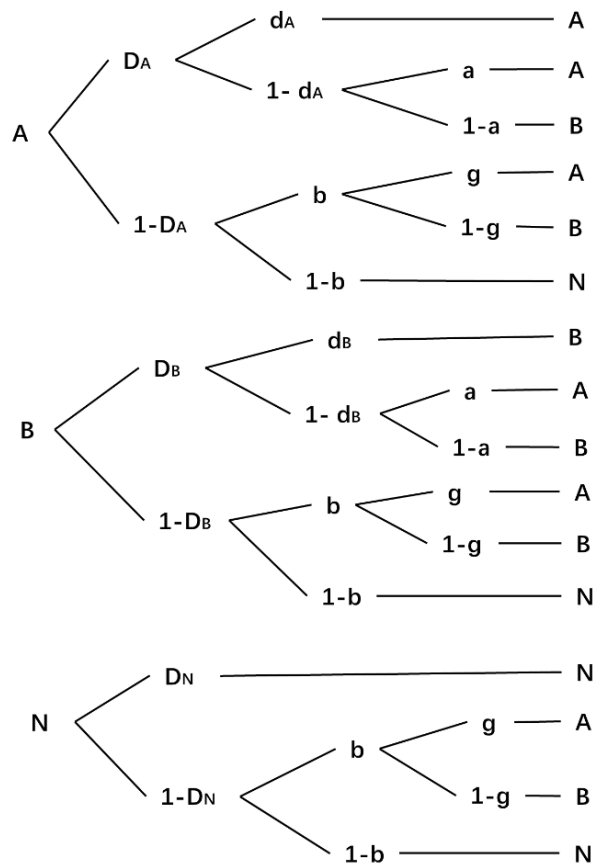 dA A
DA
1- dA a A
1-a B
A
g A
b
1-DA
1-g B
1-b N
dB B
DB
1- dB a A
B
1-a B
g A
b
1-DB
1-g B
1-b N
DN N
N
g A
b
1-DN
1-g B
1-b N